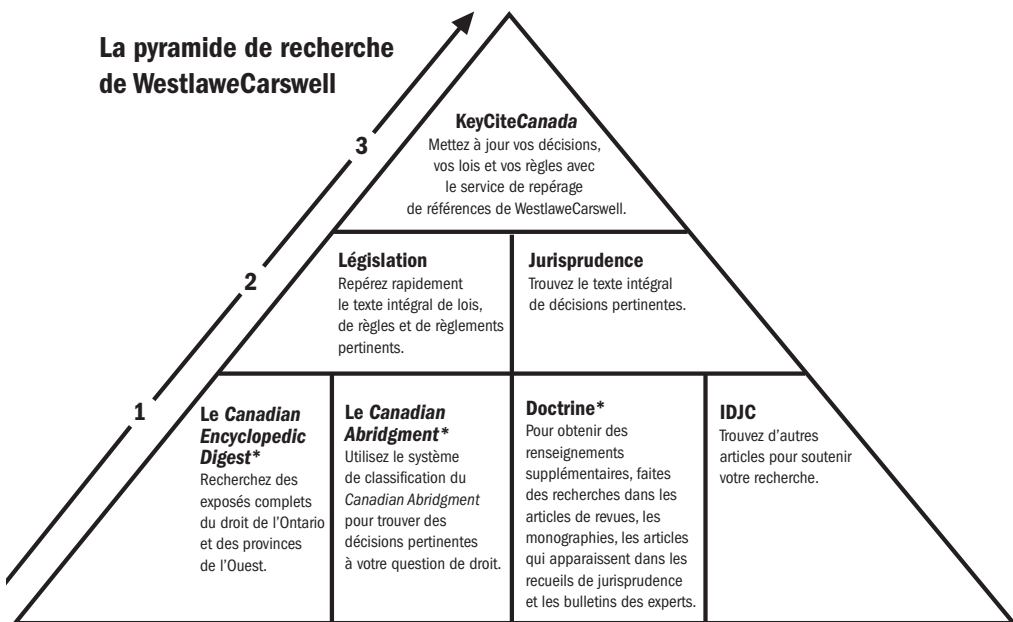 La pyramide de recherche
de WestlaweCarswell
3
KeyCiteCanada
Mettez à jour vos décisions,
vos lois et vos règles avec
le service de repérage
de références de WestlaweCarswell.
2
Législation
Repérez rapidement
le texte intégral de lois,
de règles et de règlements
pertinents.
Jurisprudence
Trouvez le texte intégral
de décisions pertinentes.
1
Le Canadian
Encyclopedic
Digest*
Recherchez des
exposés complets
du droit de l'Ontario
et des provinces
de l'Ouest.
Le Canadian
Abridgment*
Utilisez le système
de classification du
Canadian Abridgment
pour trouver des
décisions pertinentes
à votre question de droit.
Doctrine*
Pour obtenir des
renseignements
supplémentaires, faites
des recherches dans les
articles de revues, les
monographies, les articles
qui apparaissent dans les
recueils de jurisprudence
et les bulletins des experts.
IDJC
Trouvez d'autres
articles pour soutenir
votre recherche.